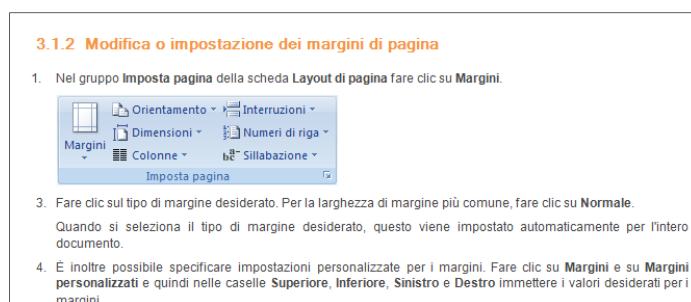 3.1.2 Modifica o impostazione dei margini di pagina
1. Nel gruppo Imposta pagina della scheda Layout di pagina fare clic su Margini.
Margini
Orientamento
Interruzioni
Dimensioni
Numeri di riga
Colonne
Sillabazione
Imposta pagina
3. Fare clic sul tipo di margine desiderato. Per la larghezza di margine più comune, fare clic su Normale.
Quando si seleziona il tipo di margine desiderato, questo viene impostato automaticamente per l'intero
documento.
4. È inoltre possibile specificare impostazioni personalizzate per i margini. Fare clic su Margini e su Margini
personalizzati e quindi nelle caselle Superiore, Inferiore, Sinistro e Destro immettere i valori desiderati per i
margini.